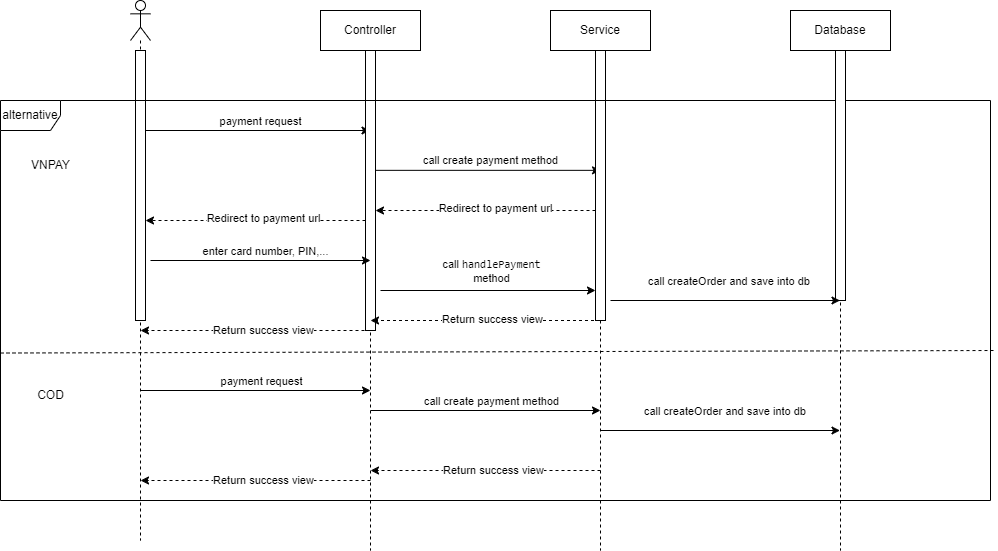 Controller
Service
Database
alternative
payment request
VNPAY
call create payment method
Redirect to payment url
Redirect to payment url
enter card number, PIN,...
call handlePayment
method
call createOrder and save into db
Return success view
Return success view
COD
payment request
call create payment method
call createOrder and save into db
Return success view
Return success view